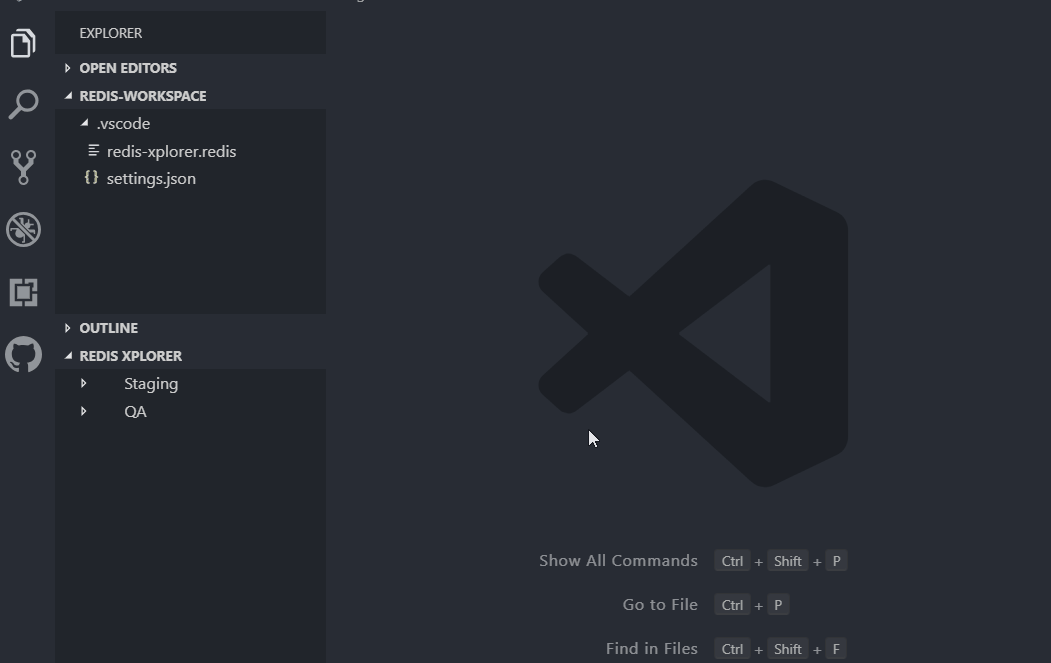 EXPLORER
OPEN EDITORS
REDIS-WORKSPACE
.vscode
redis-xplorer.redis
{} settings.json
OUTLINE
REDIS XPLORER
Staging
QA
Show All Commands Ctrl + Shift + P
Go to File Ctrl + P
Find in Files Ctrl + Shift + F